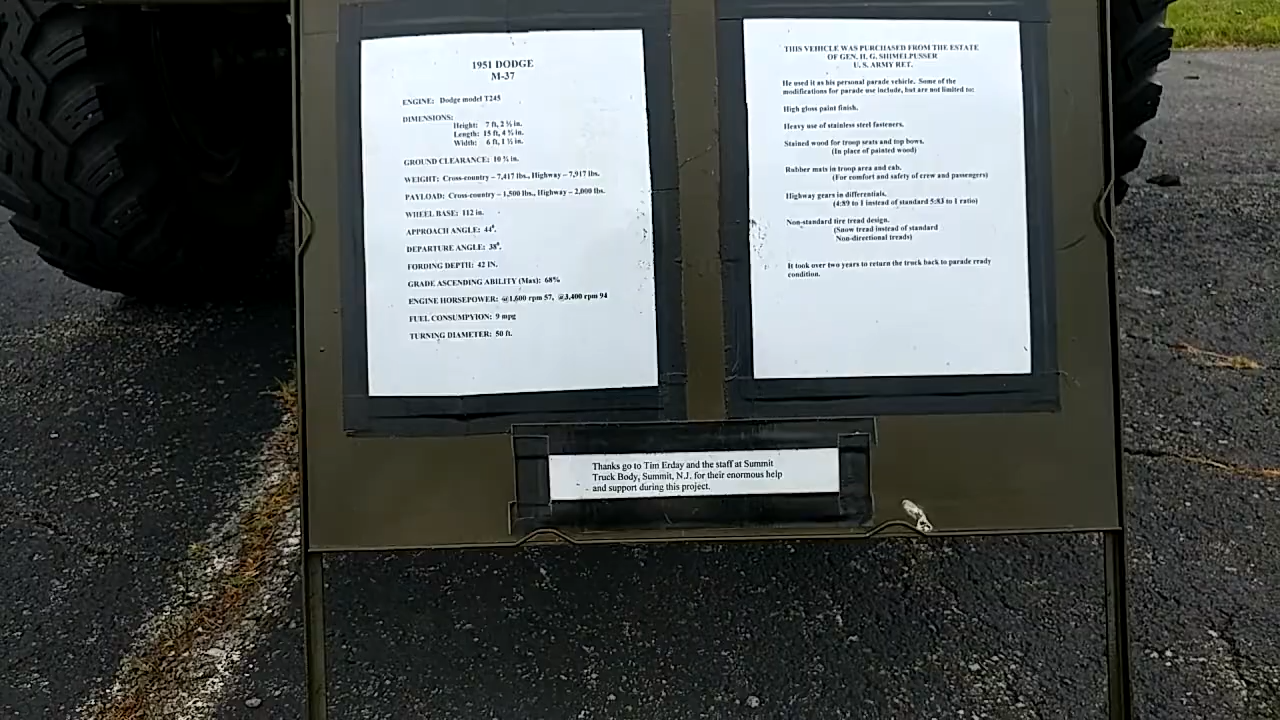 1951 DODGE
M-37
ENGINE: Dodge model T245
DIMENSIONS:
Height: 7 ft, 2 ½ in.
Length: 15 ft, 4 ¾ in.
Width: 6 ft, 1 ½ in.
GROUND CLEARANCE: 10 ¾ in.
WEIGHT: Cross-country – 7,417 lbs., Highway – 7,917 lbs.
PAYLOAD: Cross-country – 1,500 lbs., Highway – 2,000 lbs.
WHEEL BASE: 112 in.
APPROACH ANGLE: 44⁰.
DEPARTURE ANGLE: 38⁰.
FORDING DEPTH: 42 IN.
GRADE ASCENDING ABILITY (Max): 68%
ENGINE HORSEPOWER: @1,600 rpm 57, @3,400 rpm 94
FUEL CONSUMPYION: 9 mpg
TURNING DIAMETER: 50 ft.
THIS VEHICLE WAS PURCHASED FROM THE ESTATE
OF GEN. H. G. SHIMELPUSSER
U. S. ARMY RET.
He used it as his personal parade vehicle. Some of the
modifications for parade use include, but are not limited to:
High gloss paint finish.
Heavy use of stainless steel fasteners.
Stained wood for troop seats and top bows.
(In place of painted wood)
Rubber mats in troop area and cab.
(For comfort and safety of crew and passengers)
Highway gears in differentials.
(4:89 to 1 instead of standard 5:83 to 1 ratio)
Non-standard tire tread design.
(Snow tread instead of standard
Non-directional treads)
It took over two years to return the truck back to parade ready
condition.
Thanks go to Tim Erday and the staff at Summit
Truck Body, Summit, N.J. for their enormous help
and support during this project.